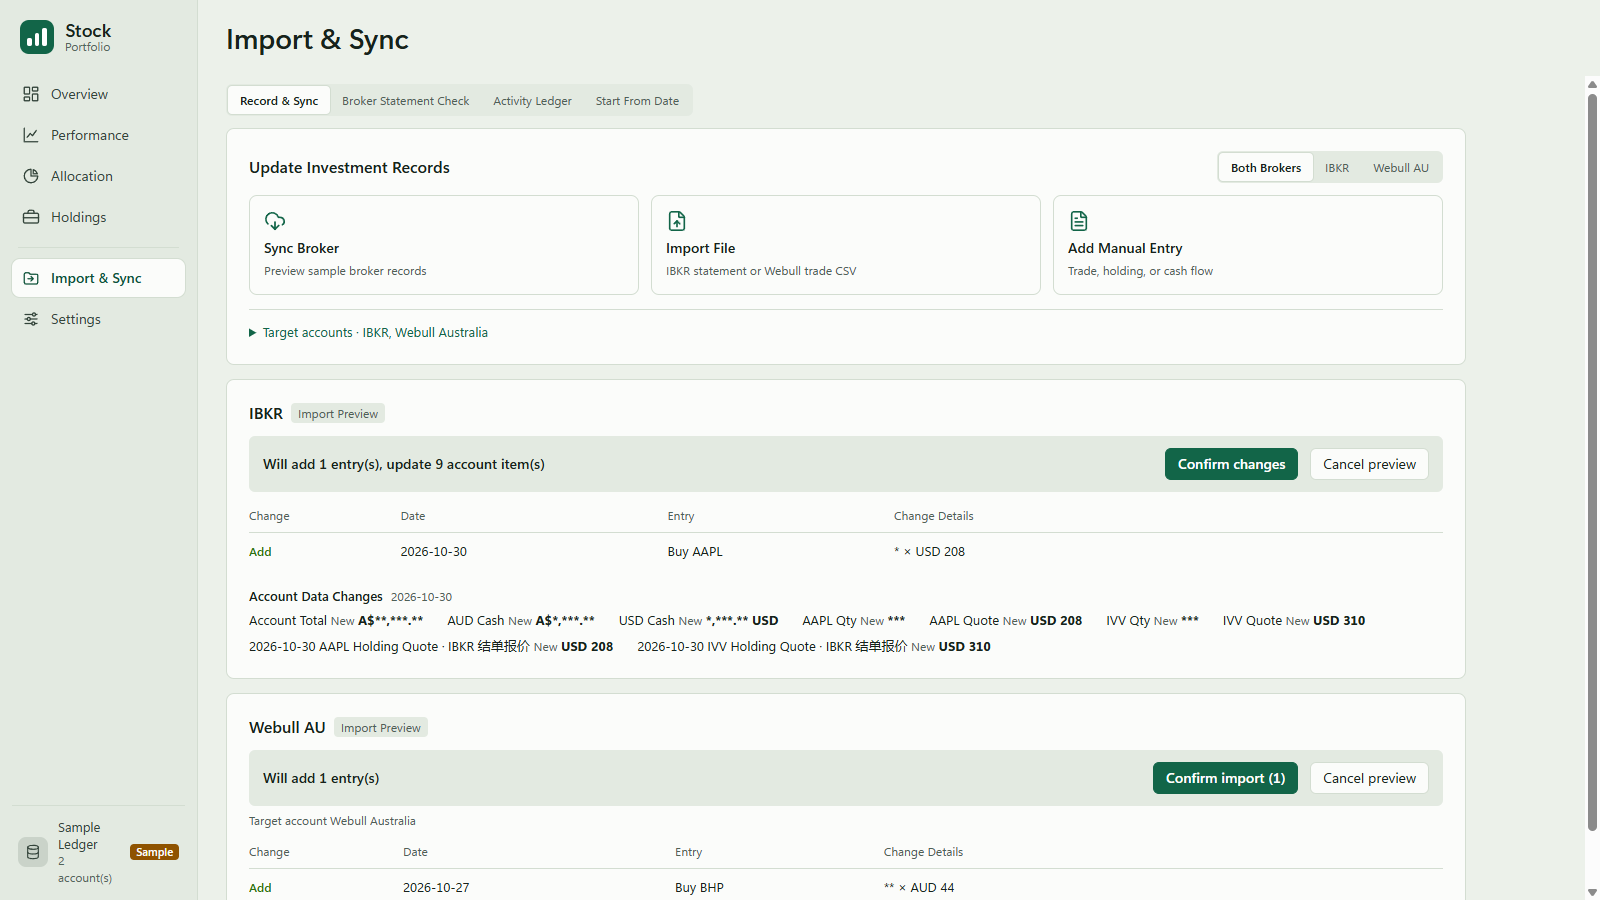 Stock
Portfolio
Overview
Performance
Allocation
Holdings
Import & Sync
Settings
Sample
Ledger
2
account(s)
Sample
Import & Sync
Record & Sync
Broker Statement Check
Activity Ledger
Start From Date
Update Investment Records
Both Brokers
IBKR
Webull AU
Sync Broker
Preview sample broker records
Import File
IBKR statement or Webull trade CSV
Add Manual Entry
Trade, holding, or cash flow
Target accounts · IBKR, Webull Australia
IBKR Import Preview
Will add 1 entry(s), update 9 account item(s)
Confirm changes
Cancel preview
Change Date Entry Change Details
Add 2026-10-30 Buy AAPL * × USD 208
Account Data Changes 2026-10-30
Account Total New A$**,***.** AUD Cash New A$*,***.** USD Cash New *,***.** USD AAPL Qty New *** AAPL Quote New USD 208 IVV Qty New *** IVV Quote New USD 310
2026-10-30 AAPL Holding Quote · IBKR 结单报价 New USD 208 2026-10-30 IVV Holding Quote · IBKR 结单报价 New USD 310
Webull AU Import Preview
Will add 1 entry(s)
Confirm import (1)
Cancel preview
Target account Webull Australia
Change Date Entry Change Details
Add 2026-10-27 Buy BHP ** × AUD 44